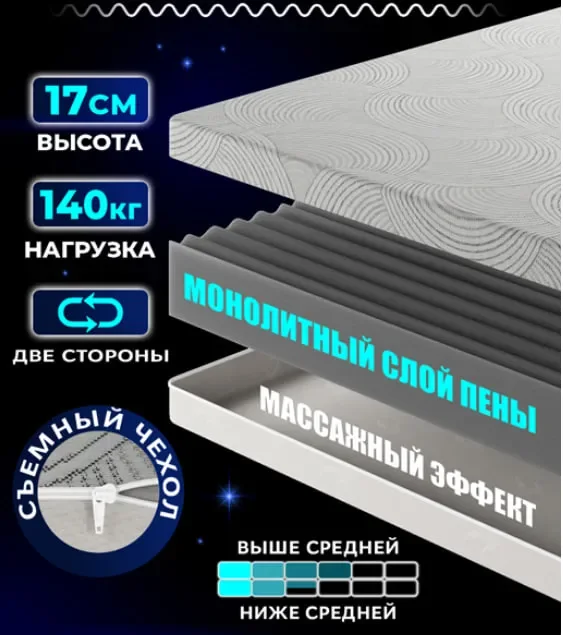 17СМ
ВЫСОТА
140КГ
НАГРУЗКА
ДВЕ СТОРОНЫ
СЪЕМНЫЙ ЧЕХОЛ
МОНОЛИТНЫЙ СЛОЙ ПЕНЫ
МАССАЖНЫЙ ЭФФЕКТ
ВЫШЕ СРЕДНЕЙ
НИЖЕ СРЕДНЕЙ